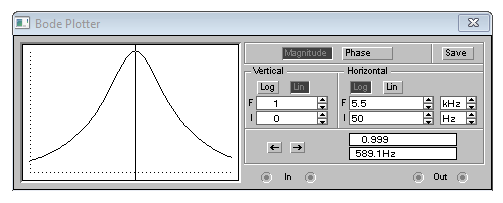 Bode Plotter
Magnitude Phase Save
Vertical Horizontal
Log Lin Log Lin
F 1 F 5.5 kHz
I 0 I 50 Hz
← → 0.999
589.1Hz
In Out